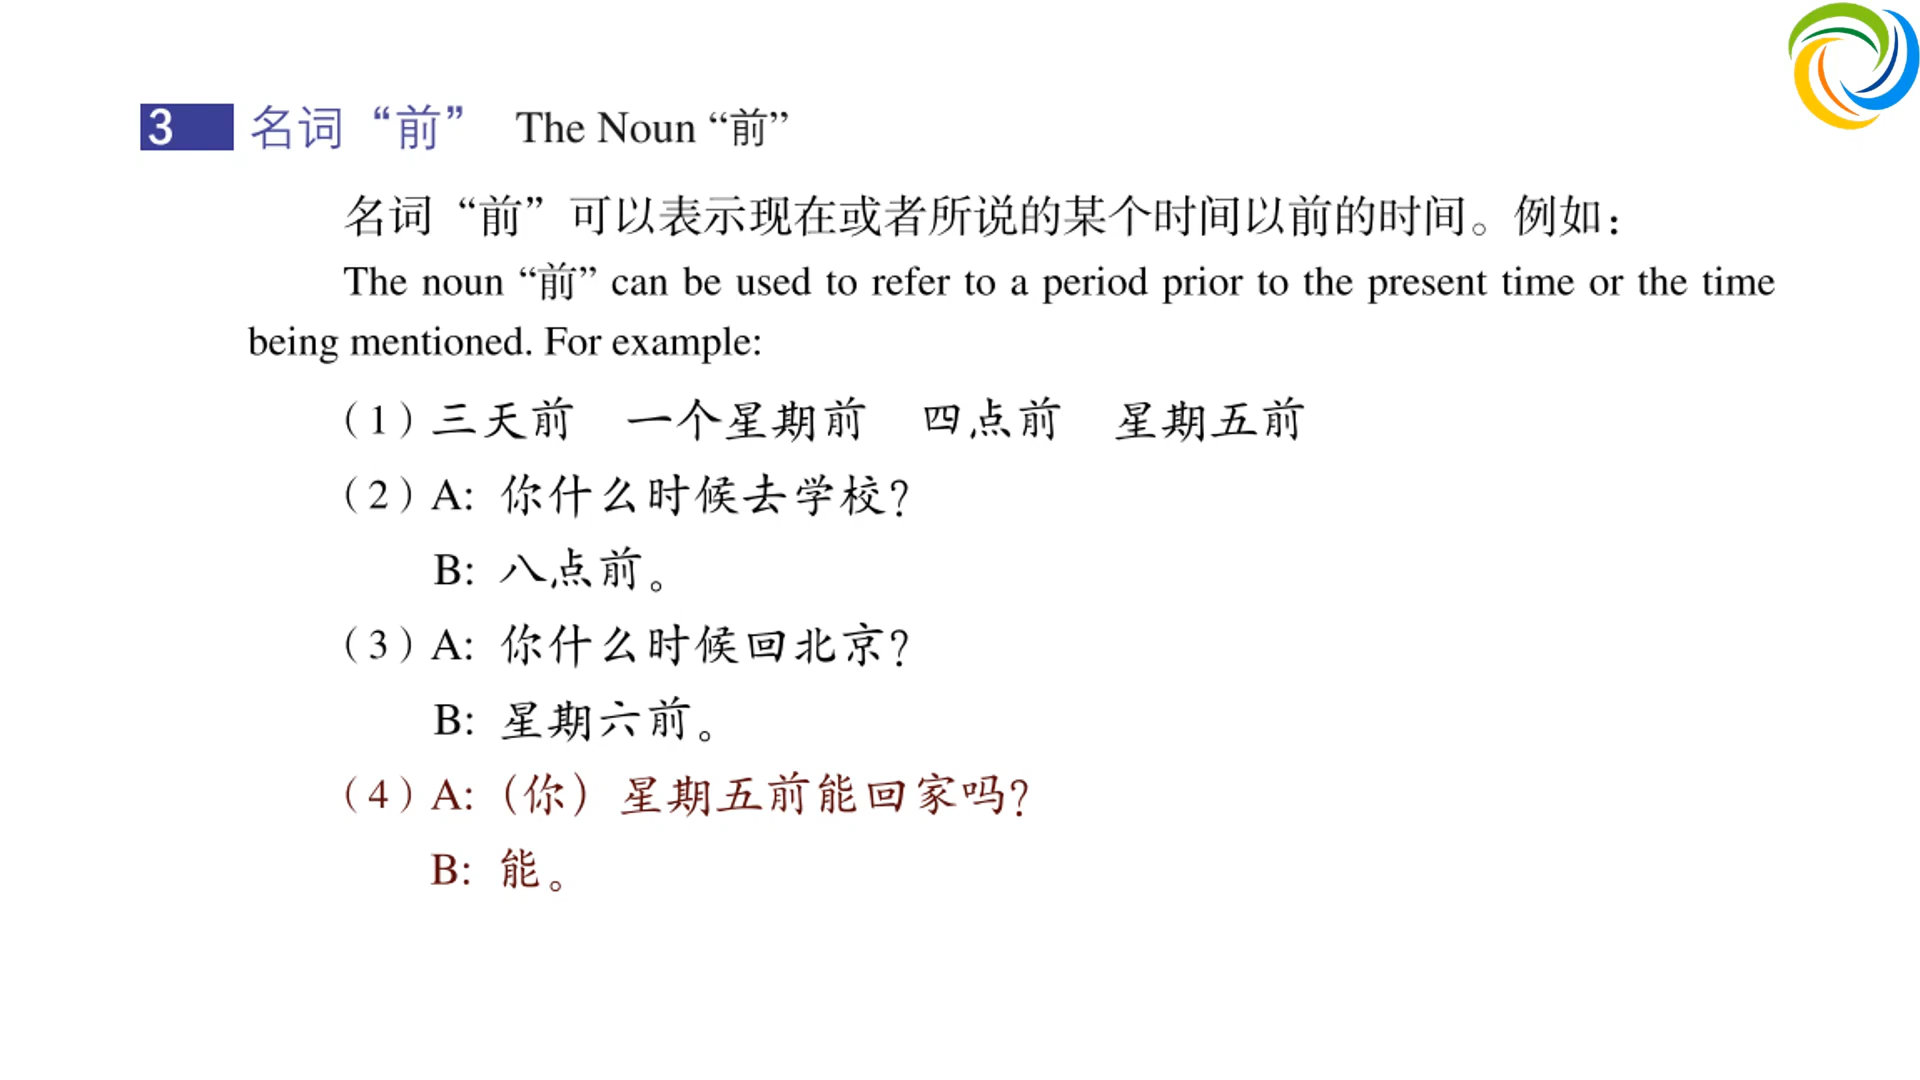 3 名词“前” The Noun “前”
名词“前”可以表示现在或者所说的某个时间以前的时间。例如：
The noun “前” can be used to refer to a period prior to the present time or the time
being mentioned. For example:
（1）三天前 一个星期前 四点前 星期五前
（2）A: 你什么时候去学校?
B: 八点前。
（3）A: 你什么时候回北京?
B: 星期六前。
（4）A:（你）星期五前能回家吗?
B: 能。